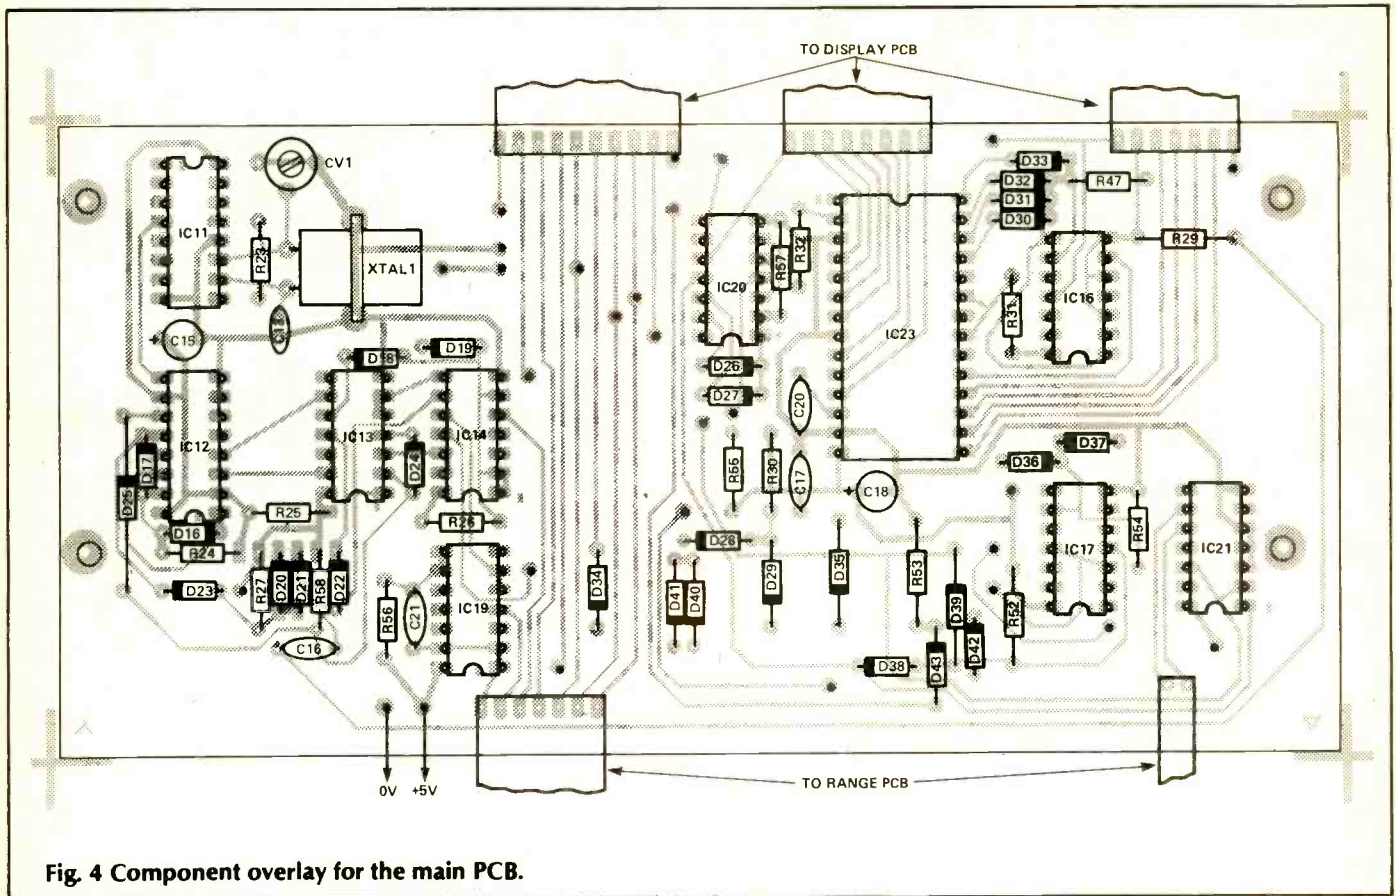 TO DISPLAY PCB
CV1
D33
D32
R47
D31
D30
IC11
R23
XTAL1
R32
R57
R29
IC20
IC23
IC16
R31
C15
D18
D19
D26
D27
C20
IC12
IC13
IC14
D37
D36
D17
D24
D25
R55
R30
C17
C18
R25
R26
D16
R24
D28
R54
IC17
IC21
D23
R27
D20
D21
R58
D22
R56
C21
IC19
D34
D41
D40
D29
D35
R53
D39
R52
C16
D42
D38
D43
0V
+5V
TO RANGE PCB
Fig. 4 Component overlay for the main PCB.